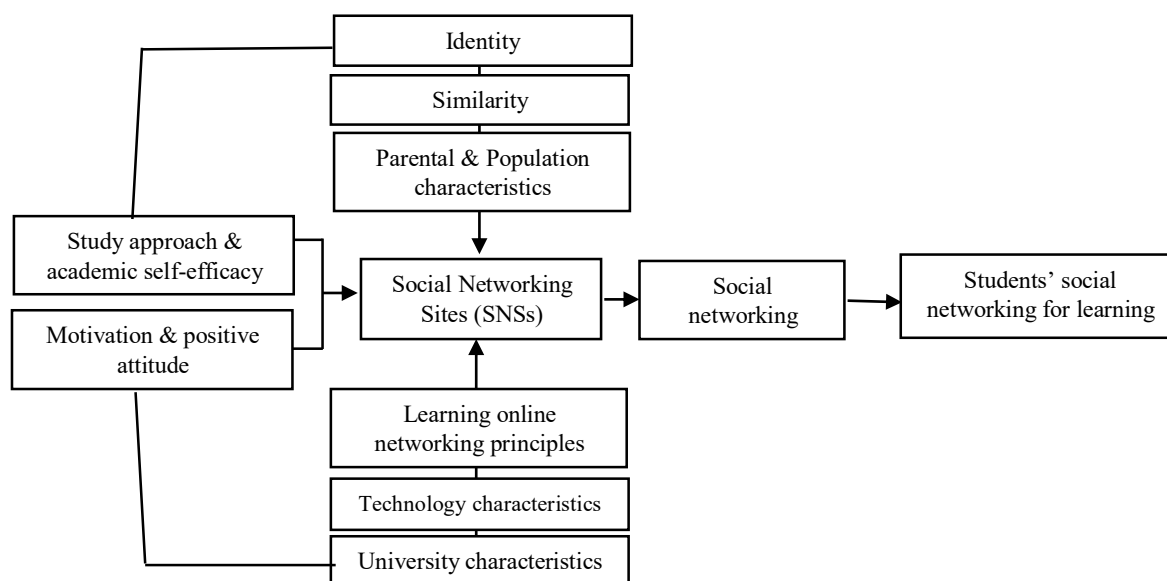 Identity
Similarity
Parental & Population
characteristics
Study approach &
academic self-efficacy
Motivation & positive
attitude
Social Networking
Sites (SNSs)
Social
networking
Students’ social
networking for learning
Learning online
networking principles
Technology characteristics
University characteristics